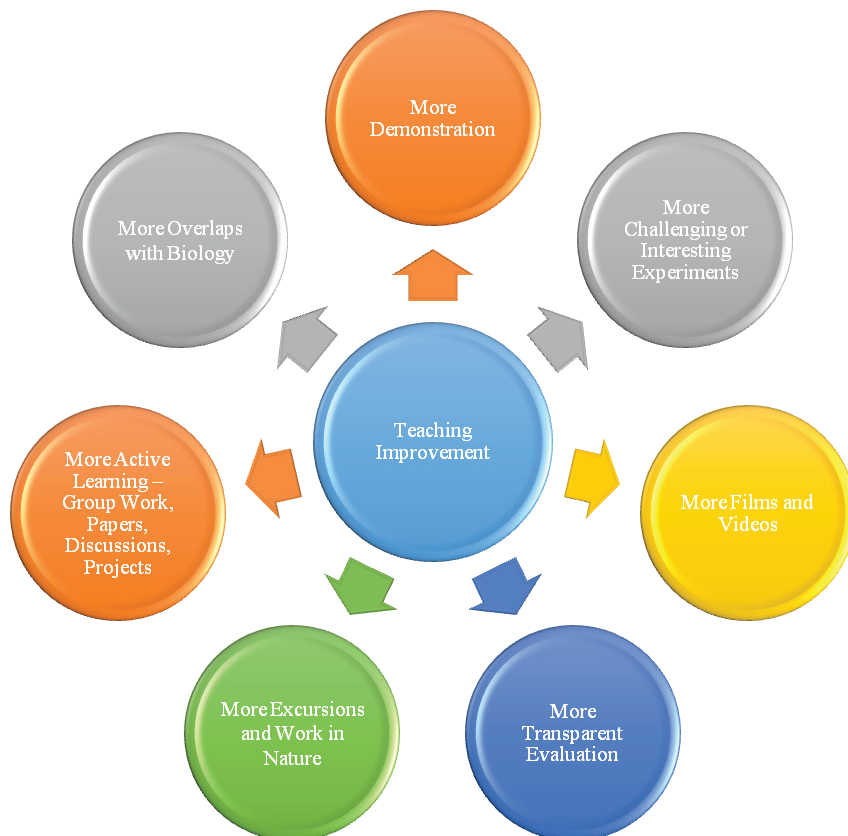 More
Demonstration
More
Challenging or
Interesting
Experiments
More Films and
Videos
More
Transparent
Evaluation
More Excursions
and Work in
Nature
More Active
Learning –
Group Work,
Papers,
Discussions,
Projects
More Overlaps
with Biology
Teaching
Improvement